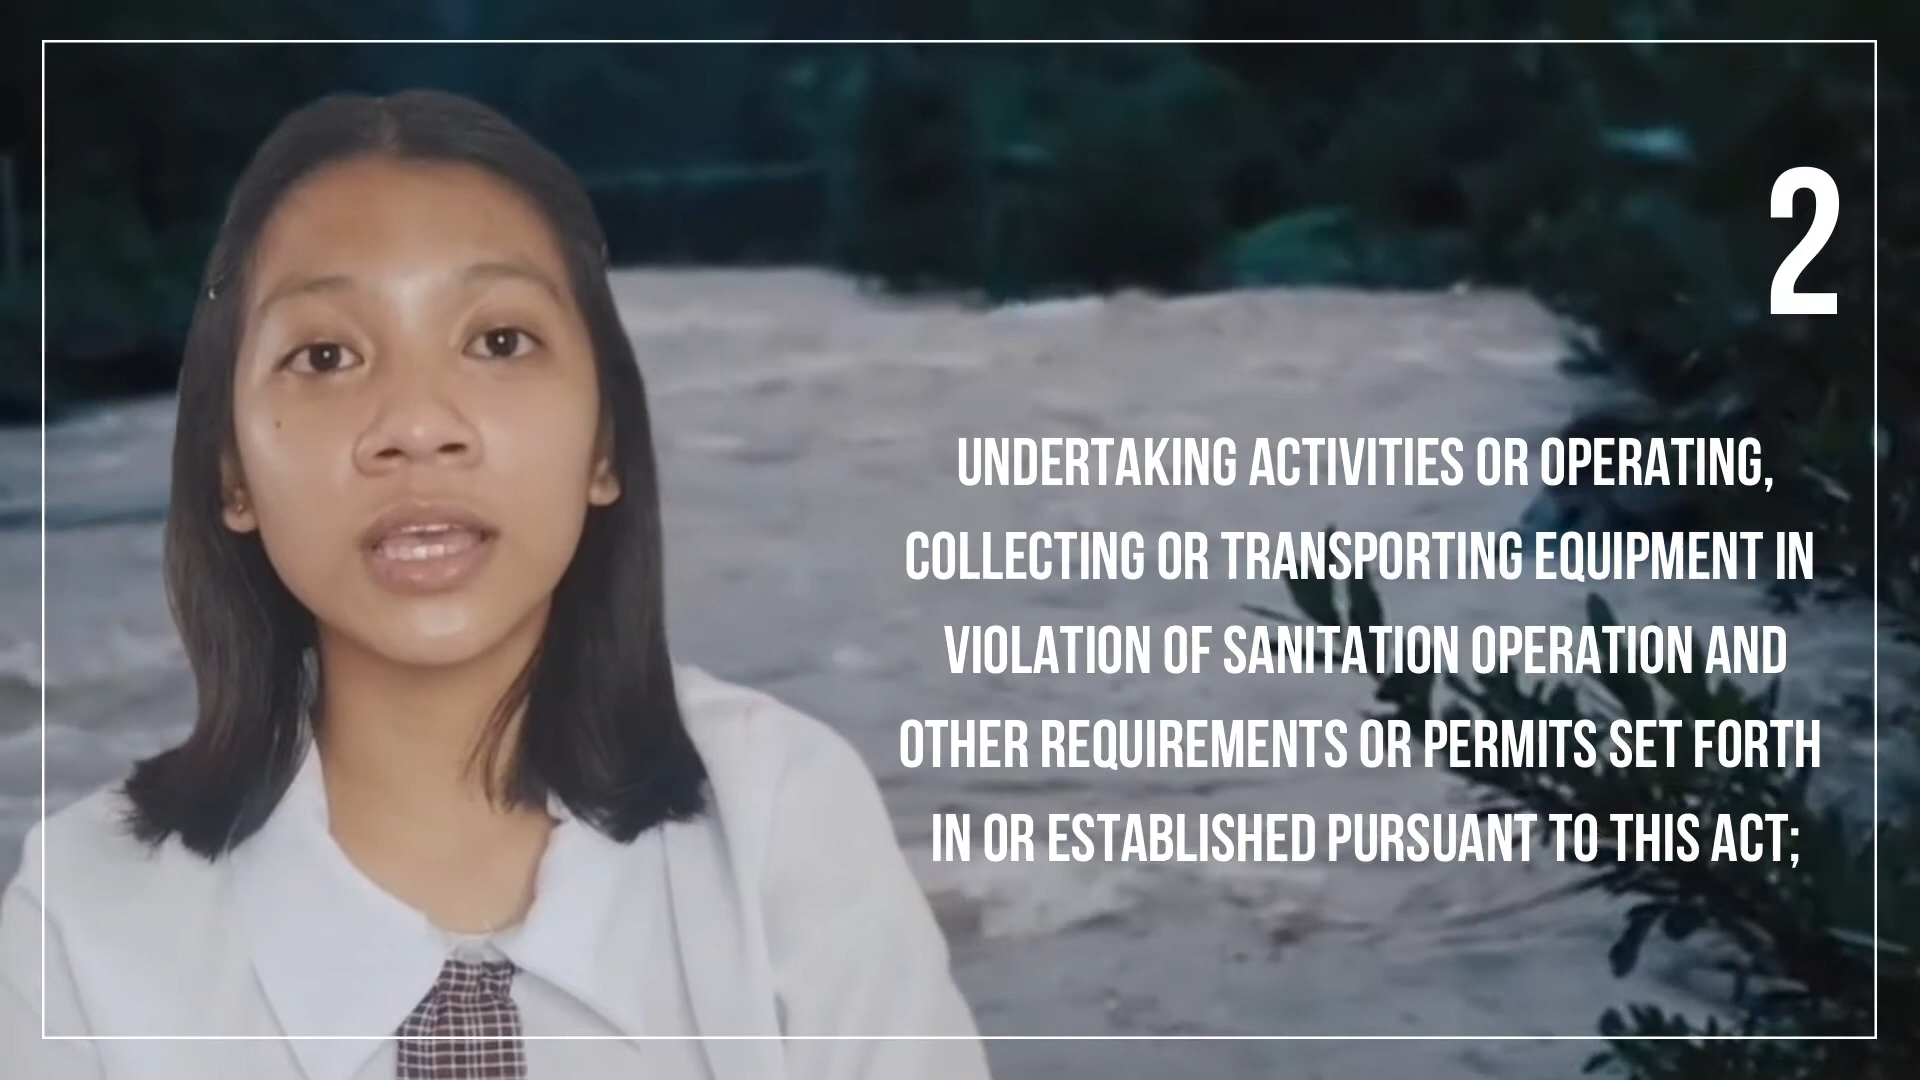 2
UNDERTAKING ACTIVITIES OR OPERATING,
COLLECTING OR TRANSPORTING EQUIPMENT IN
VIOLATION OF SANITATION OPERATION AND
OTHER REQUIREMENTS OR PERMITS SET FORTH
IN OR ESTABLISHED PURSUANT TO THIS ACT;